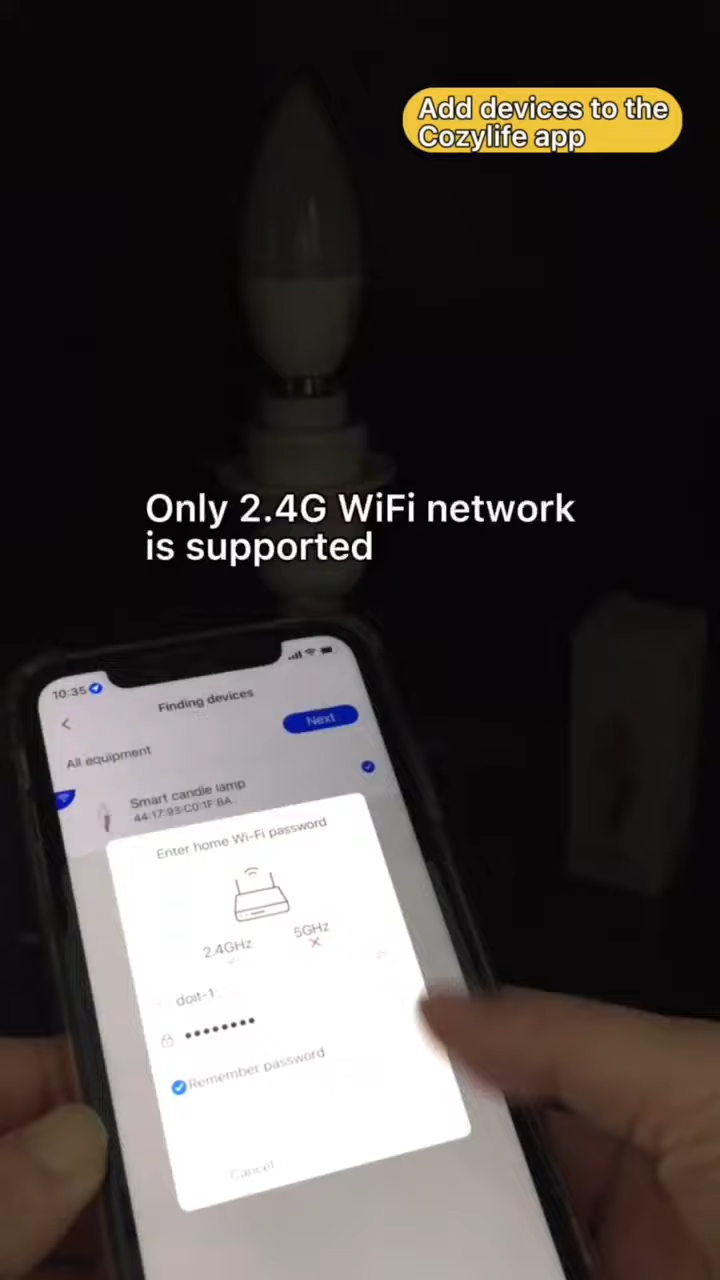 Add devices to the
Cozylife app
Only 2.4G WiFi network
is supported
10:35
Finding devices
Next
All equipment
Smart candle lamp
44:17:93:C0:1F:BA
Enter home Wi-Fi password
2.4GHz
5GHz
doit-1
Remember password
Cancel